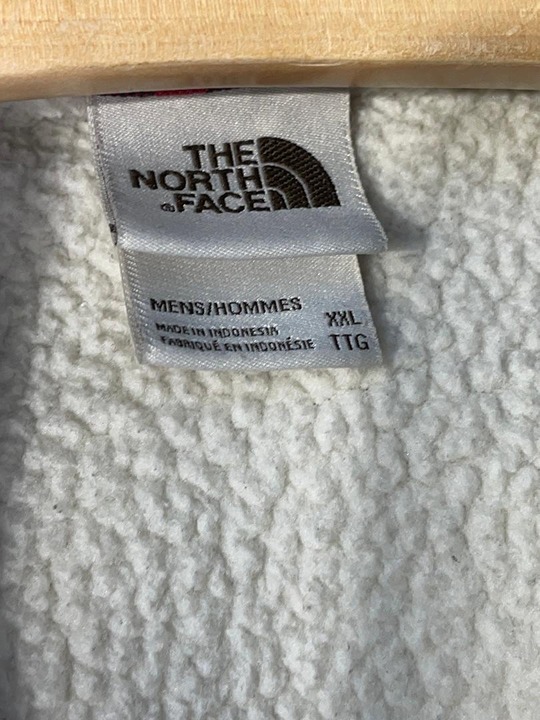 THE
NORTH
®FACE
MENS/HOMMES
XXL
MADE IN INDONESIA
FABRIQUÉ EN INDONÉSIE
TTG